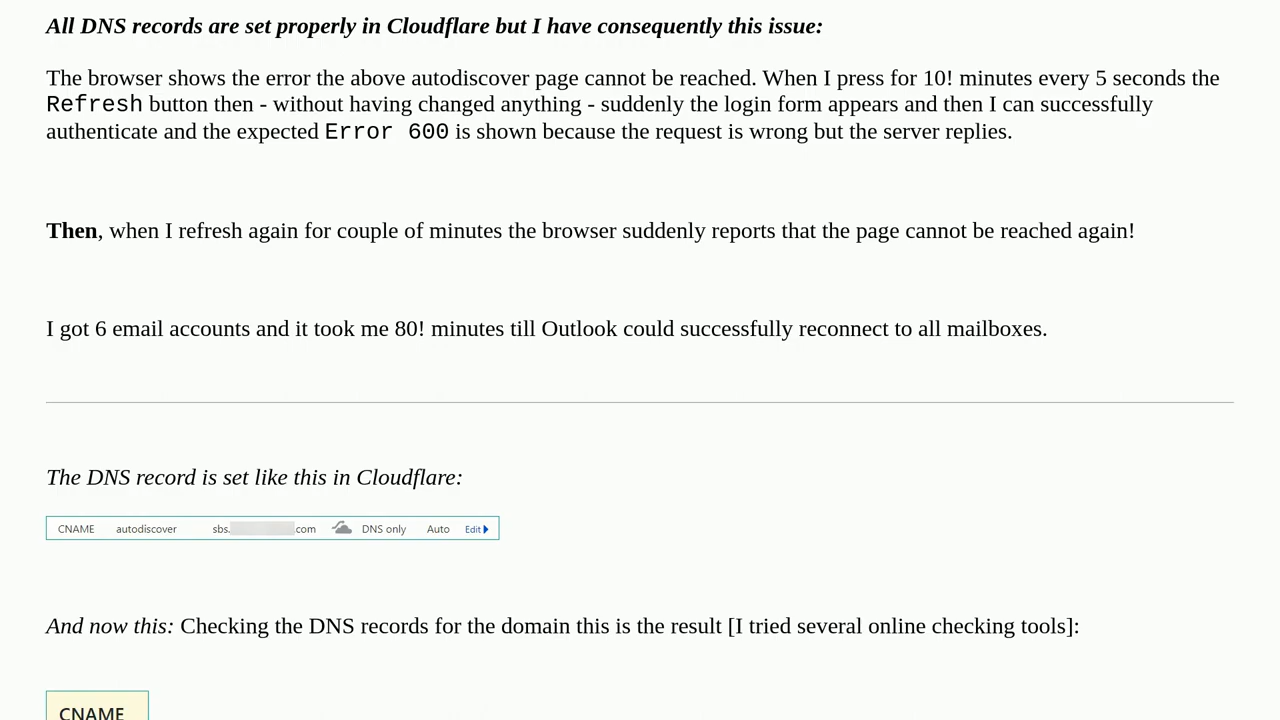 All DNS records are set properly in Cloudflare but I have consequently this issue:
The browser shows the error the above autodiscover page cannot be reached. When I press for 10! minutes every 5 seconds the
Refresh button then - without having changed anything - suddenly the login form appears and then I can successfully
authenticate and the expected Error 600 is shown because the request is wrong but the server replies.
Then, when I refresh again for couple of minutes the browser suddenly reports that the page cannot be reached again!
I got 6 email accounts and it took me 80! minutes till Outlook could successfully reconnect to all mailboxes.
The DNS record is set like this in Cloudflare:
CNAME autodiscover sbs. .com DNS only Auto Edit
And now this: Checking the DNS records for the domain this is the result [I tried several online checking tools]:
CNAME